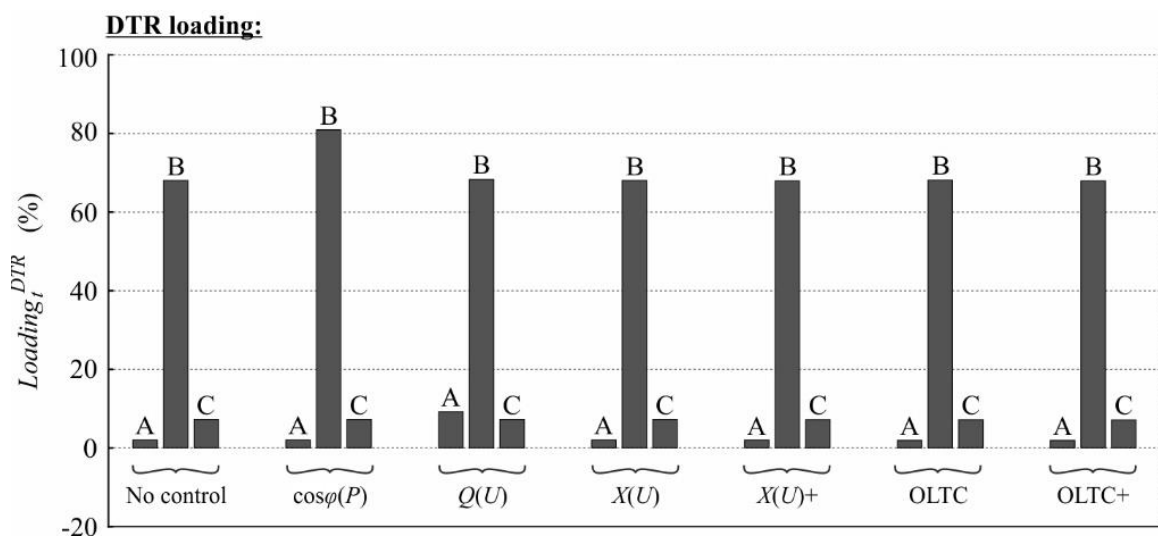 DTR loading:
100
80
60
40
20
0
-20
Loading_t^DTR (%)
A B C
A B C
A B C
A B C
A B C
A B C
A B C
No control
cosφ(P)
Q(U)
X(U)
X(U)+
OLTC
OLTC+